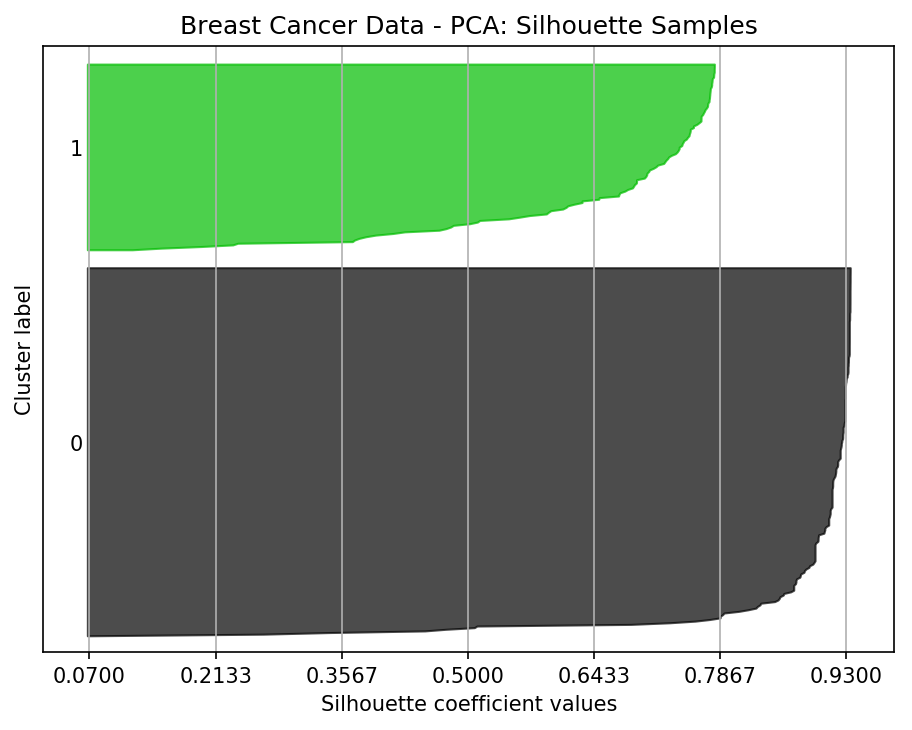 Breast Cancer Data - PCA: Silhouette Samples
1
Cluster label
0
0.0700 0.2133 0.3567 0.5000 0.6433 0.7867 0.9300
Silhouette coefficient values